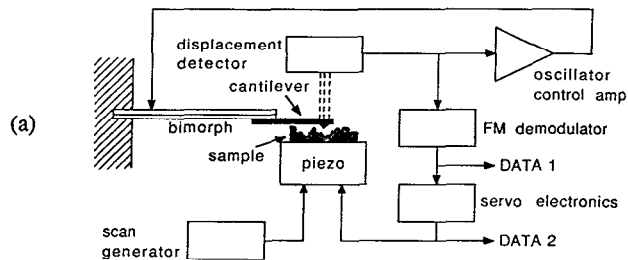 displacement
detector
cantilever
oscillator
control amp
(a)
bimorph
FM demodulator
sample
piezo
DATA 1
servo electronics
scan
generator
DATA 2